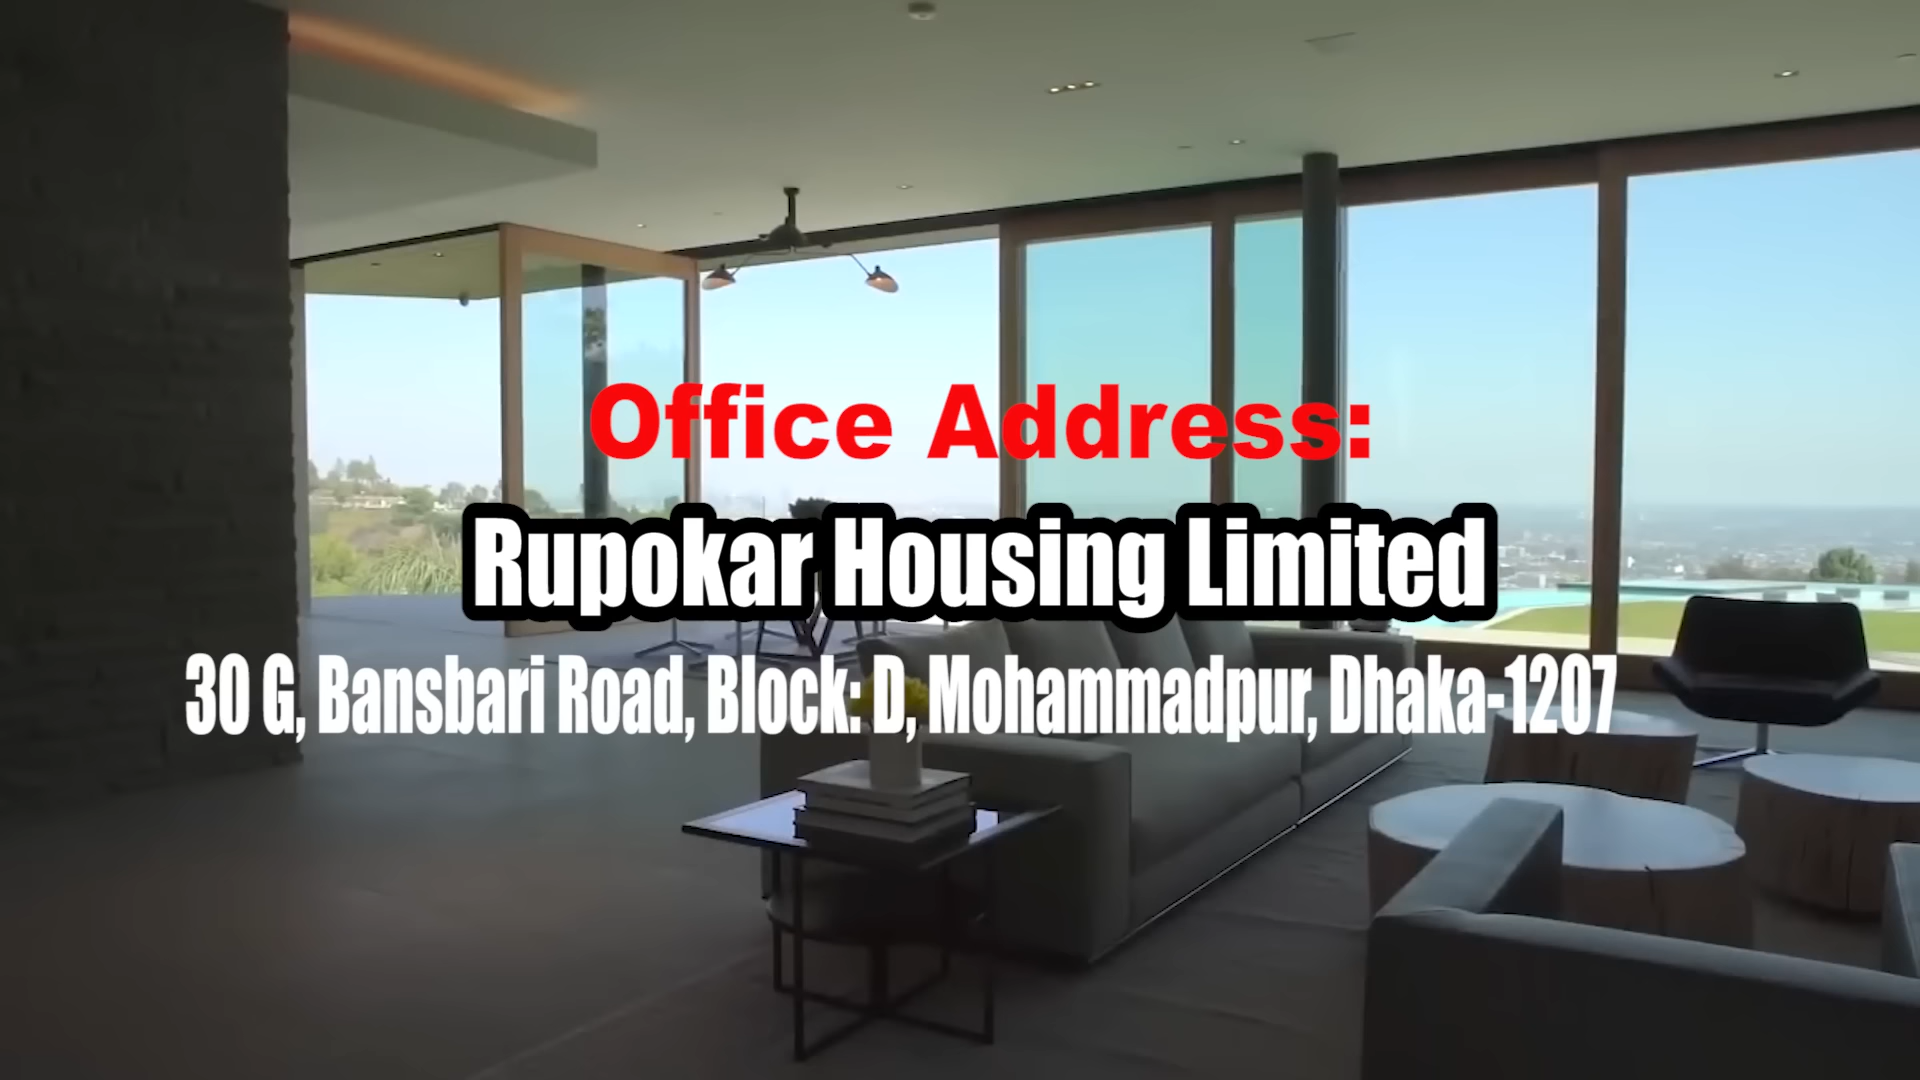 Office Address:
Rupokar Housing Limited
30 G, Bansbari Road, Block: D, Mohammadpur, Dhaka-1207